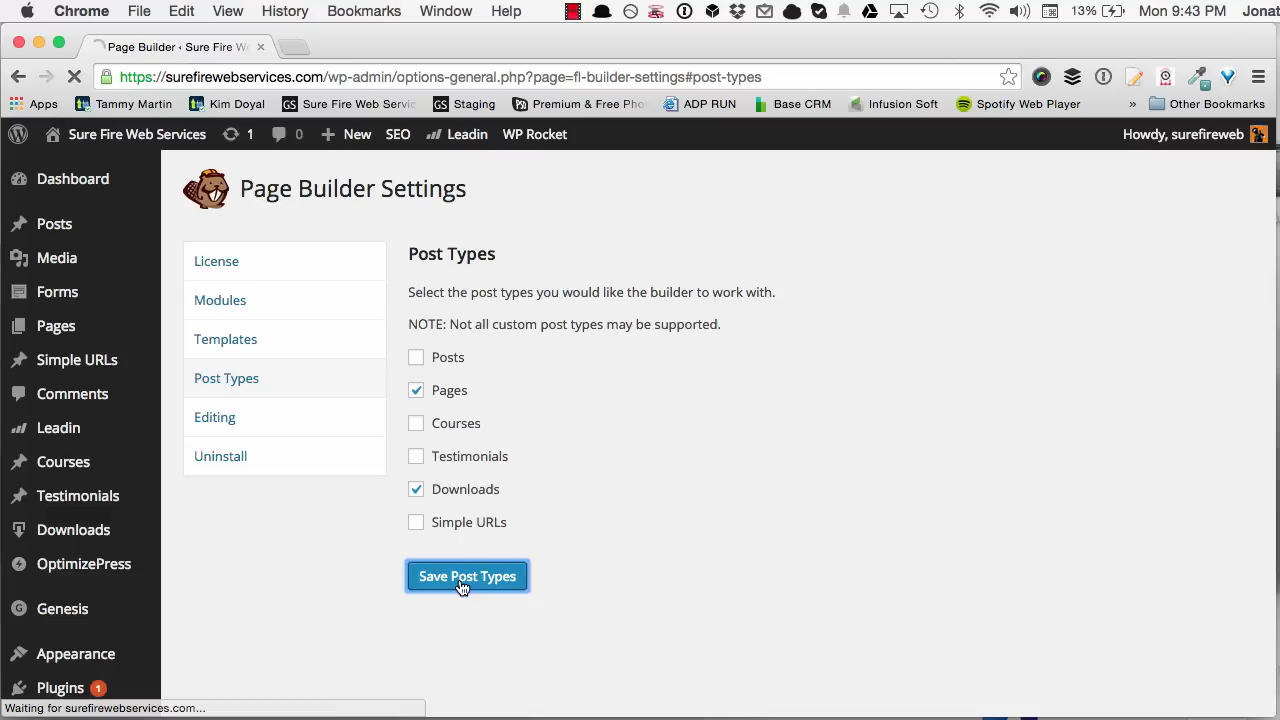 Chrome File Edit View History Bookmarks Window Help 13% Mon 9:43 PM Jonat
Page Builder ‹ Sure Fire We
https://surefirewebservices.com/wp-admin/options-general.php?page=fl-builder-settings#post-types
Apps Tammy Martin Kim Doyal Sure Fire Web Servic Staging Premium & Free Pho ADP RUN Base CRM Infusion Soft Spotify Web Player » Other Bookmarks
Sure Fire Web Services 1 0 New SEO Leadin WP Rocket Howdy, surefireweb
Dashboard
Posts
Media
Forms
Pages
Simple URLs
Comments
Leadin
Courses
Testimonials
Downloads
OptimizePress
Genesis
Appearance
Plugins 1
Page Builder Settings
License
Modules
Templates
Post Types
Editing
Uninstall
Post Types
Select the post types you would like the builder to work with.
NOTE: Not all custom post types may be supported.
Posts
Pages
Courses
Testimonials
Downloads
Simple URLs
Save Post Types
Waiting for surefirewebservices.com...